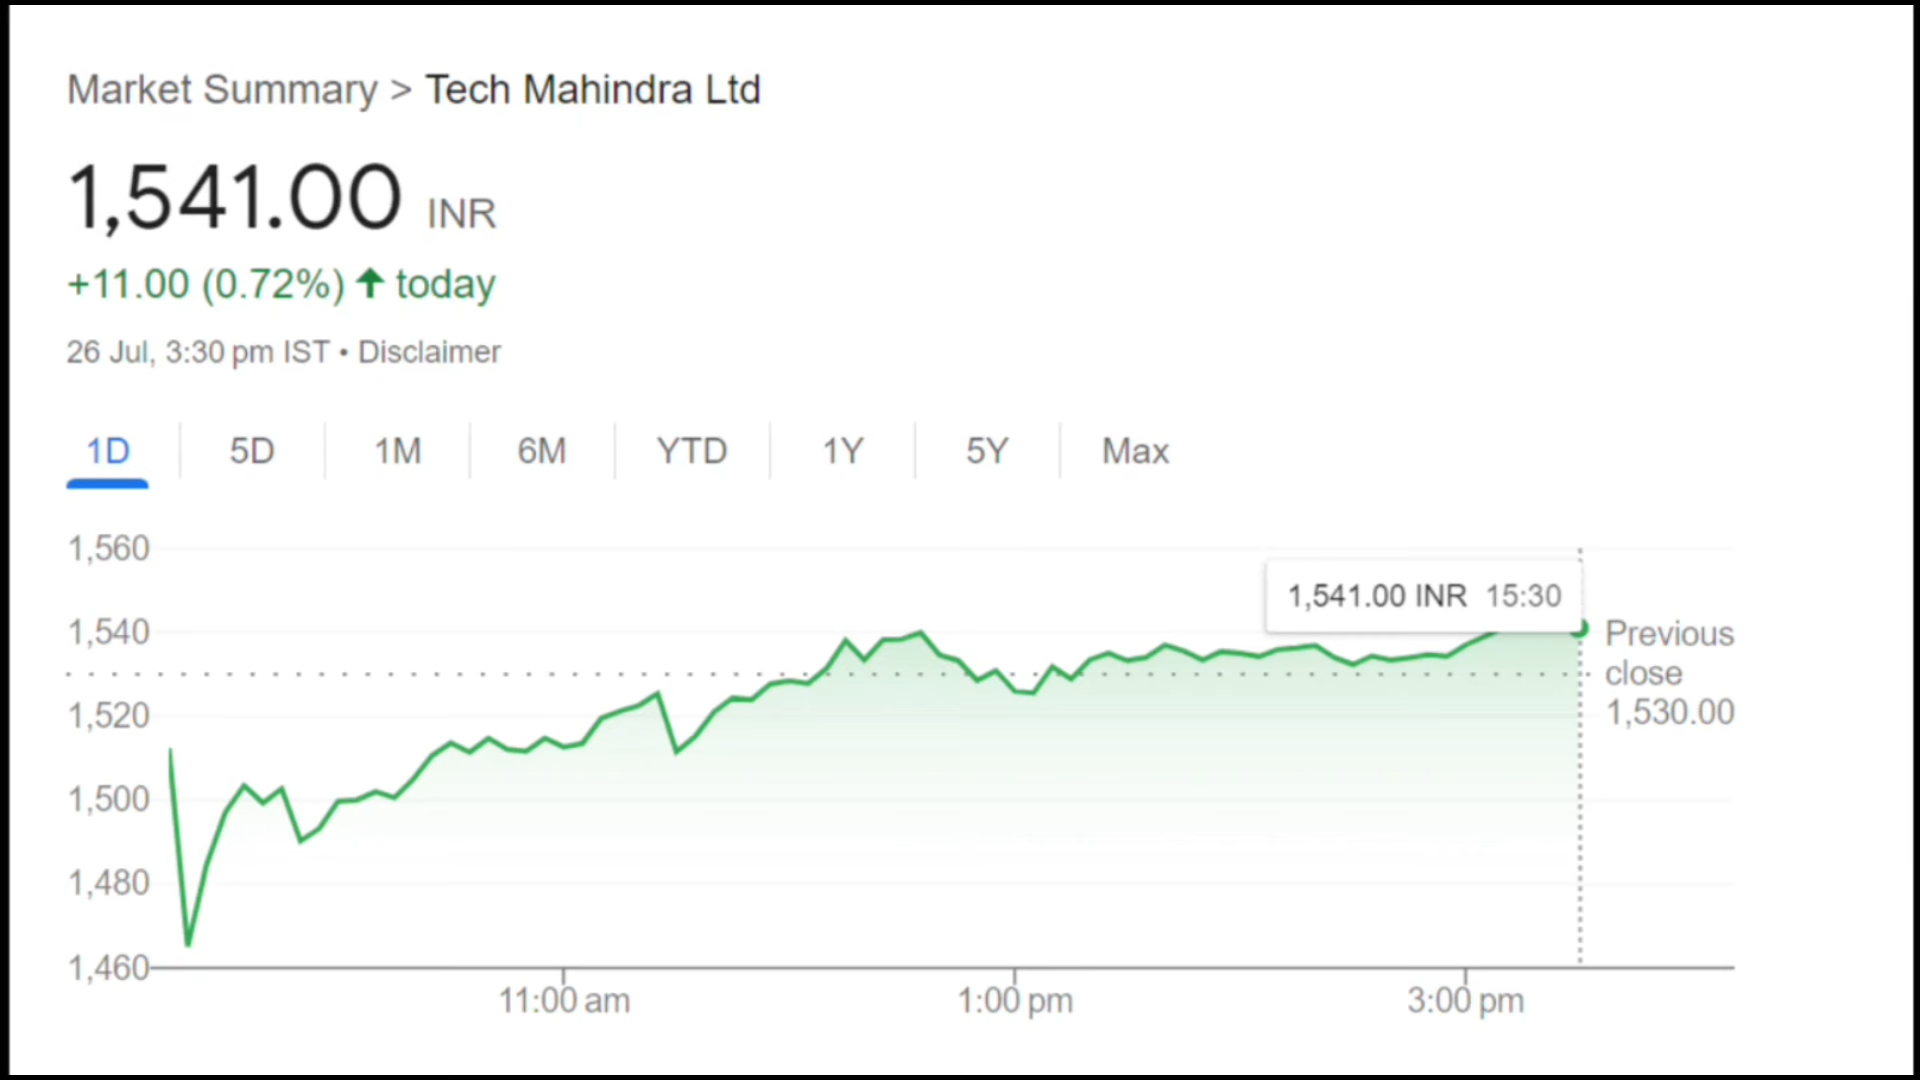 Market Summary > Tech Mahindra Ltd
1,541.00 INR
+11.00 (0.72%) ↑ today
26 Jul, 3:30 pm IST • Disclaimer
1D 5D 1M 6M YTD 1Y 5Y Max
1,560
1,541.00 INR 15:30
1,540
Previous
close
1,530.00
1,520
1,500
1,480
1,460
11:00 am 1:00 pm 3:00 pm